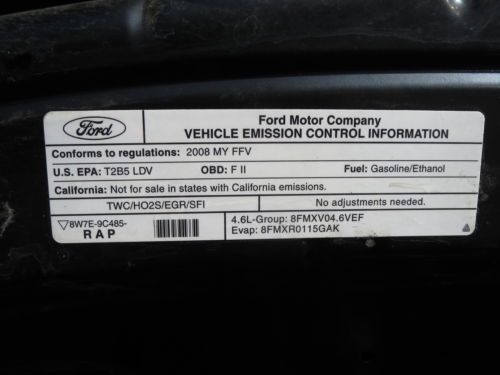 Ford
Ford Motor Company
VEHICLE EMISSION CONTROL INFORMATION
Conforms to regulations: 2008 MY FFV
U.S. EPA: T2B5 LDV OBD: F II Fuel: Gasoline/Ethanol
California: Not for sale in states with California emissions.
TWC/HO2S/EGR/SFI No adjustments needed.
8W7E-9C485-
RAP
4.6L-Group: 8FMXV04.6VEF
Evap: 8FMXR0115GAK